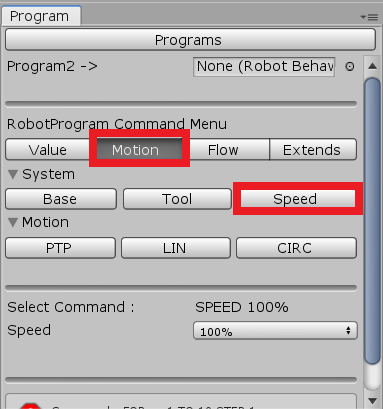 Program
Programs
Program2 -> None (Robot Behav
RobotProgram Command Menu
Value Motion Flow Extends
System
Base Tool Speed
Motion
PTP LIN CIRC
Select Command : SPEED 100%
Speed 100%